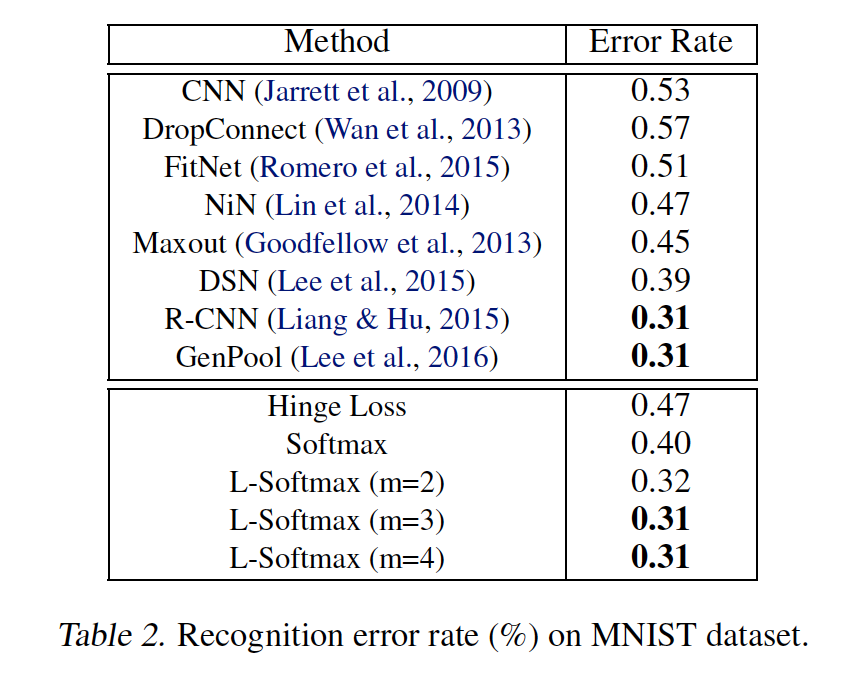 Method Error Rate
CNN (Jarrett et al., 2009) 0.53
DropConnect (Wan et al., 2013) 0.57
FitNet (Romero et al., 2015) 0.51
NiN (Lin et al., 2014) 0.47
Maxout (Goodfellow et al., 2013) 0.45
DSN (Lee et al., 2015) 0.39
R-CNN (Liang & Hu, 2015) 0.31
GenPool (Lee et al., 2016) 0.31
Hinge Loss 0.47
Softmax 0.40
L-Softmax (m=2) 0.32
L-Softmax (m=3) 0.31
L-Softmax (m=4) 0.31
Table 2. Recognition error rate (%) on MNIST dataset.